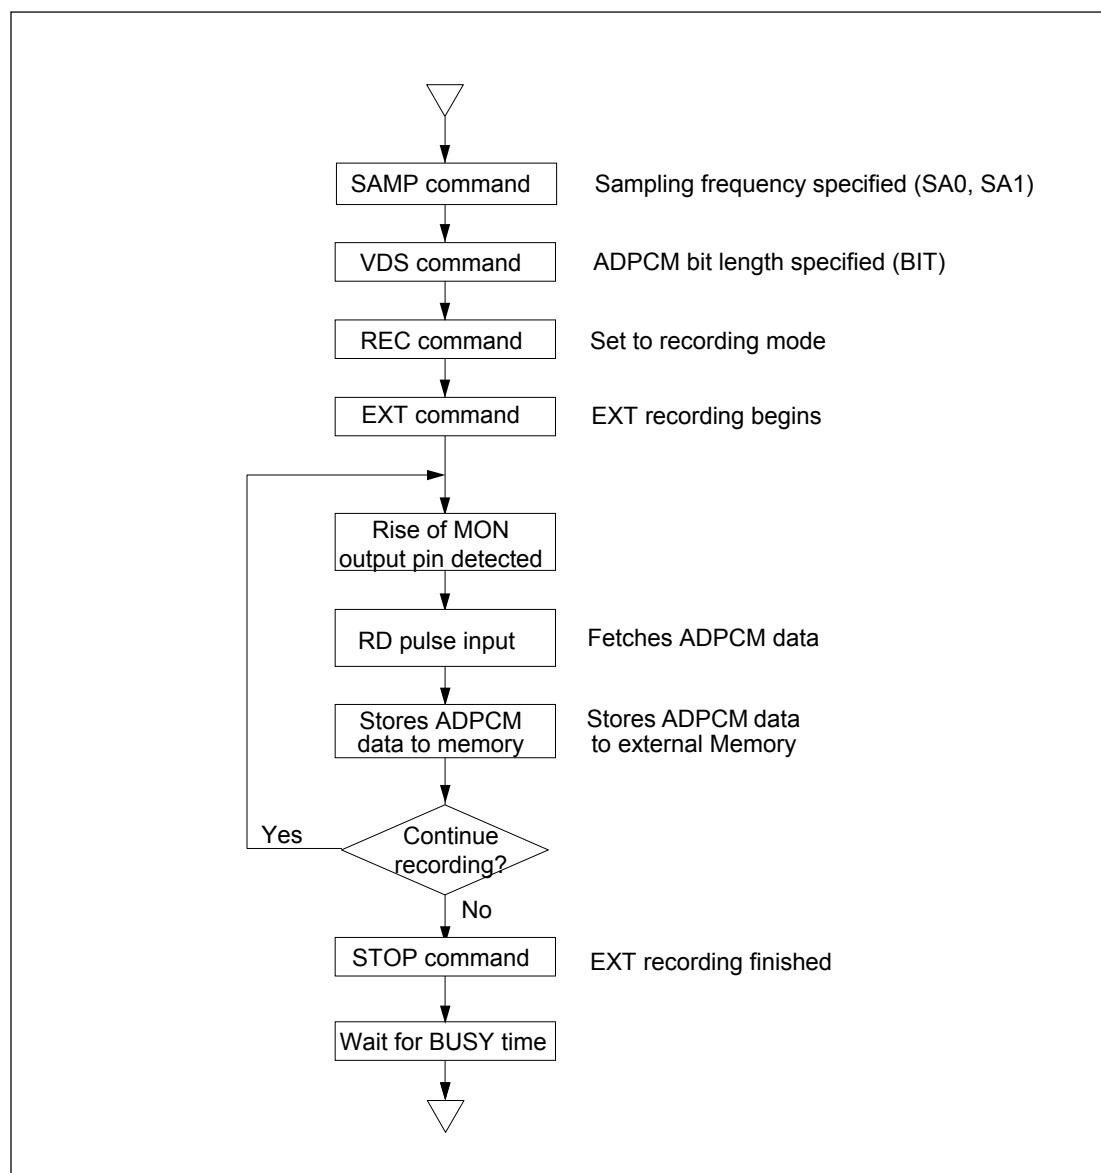 SAMP command
Sampling frequency specified (SA0, SA1)
VDS command
ADPCM bit length specified (BIT)
REC command
Set to recording mode
EXT command
EXT recording begins
Rise of MON
output pin detected
RD pulse input
Fetches ADPCM data
Stores ADPCM
data to memory
Stores ADPCM data
to external Memory
Continue
recording?
Yes
No
STOP command
EXT recording finished
Wait for BUSY time